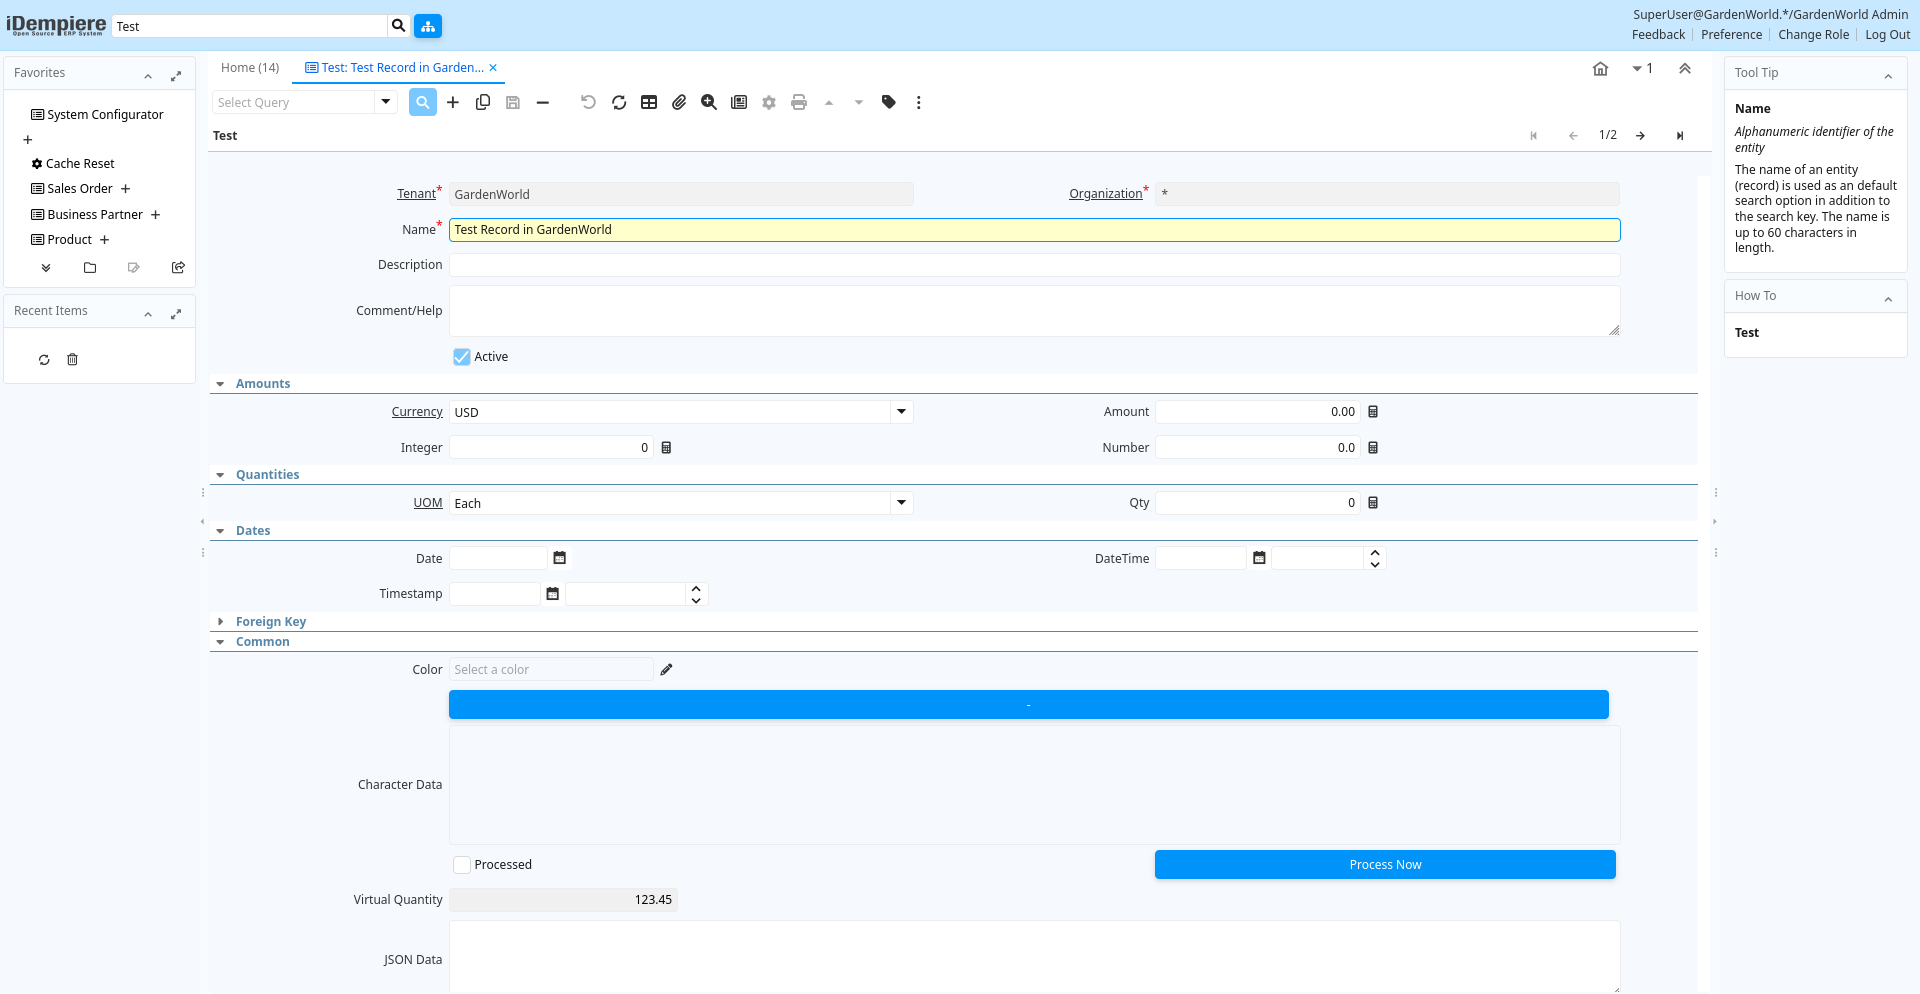 iDempiere
Open Source ERP System
Test
SuperUser@GardenWorld.*/GardenWorld Admin
Feedback
Preference
Change Role
Log Out
Favorites
System Configurator
Cache Reset
Sales Order
Business Partner
Product
Recent Items
Home (14)
Test: Test Record in Garden...
1
Select Query
Test
1/2
Tenant*
GardenWorld
Organization*
*
Name*
Test Record in GardenWorld
Description
Comment/Help
Active
Amounts
Currency
USD
Amount
0.00
Integer
0
Number
0.0
Quantities
UOM
Each
Qty
0
Dates
Date
DateTime
Timestamp
Foreign Key
Common
Color
Select a color
-
Character Data
Processed
Process Now
Virtual Quantity
123.45
JSON Data
Tool Tip
Name
Alphanumeric identifier of the
entity
The name of an entity
(record) is used as an default
search option in addition to
the search key. The name is
up to 60 characters in
length.
How To
Test